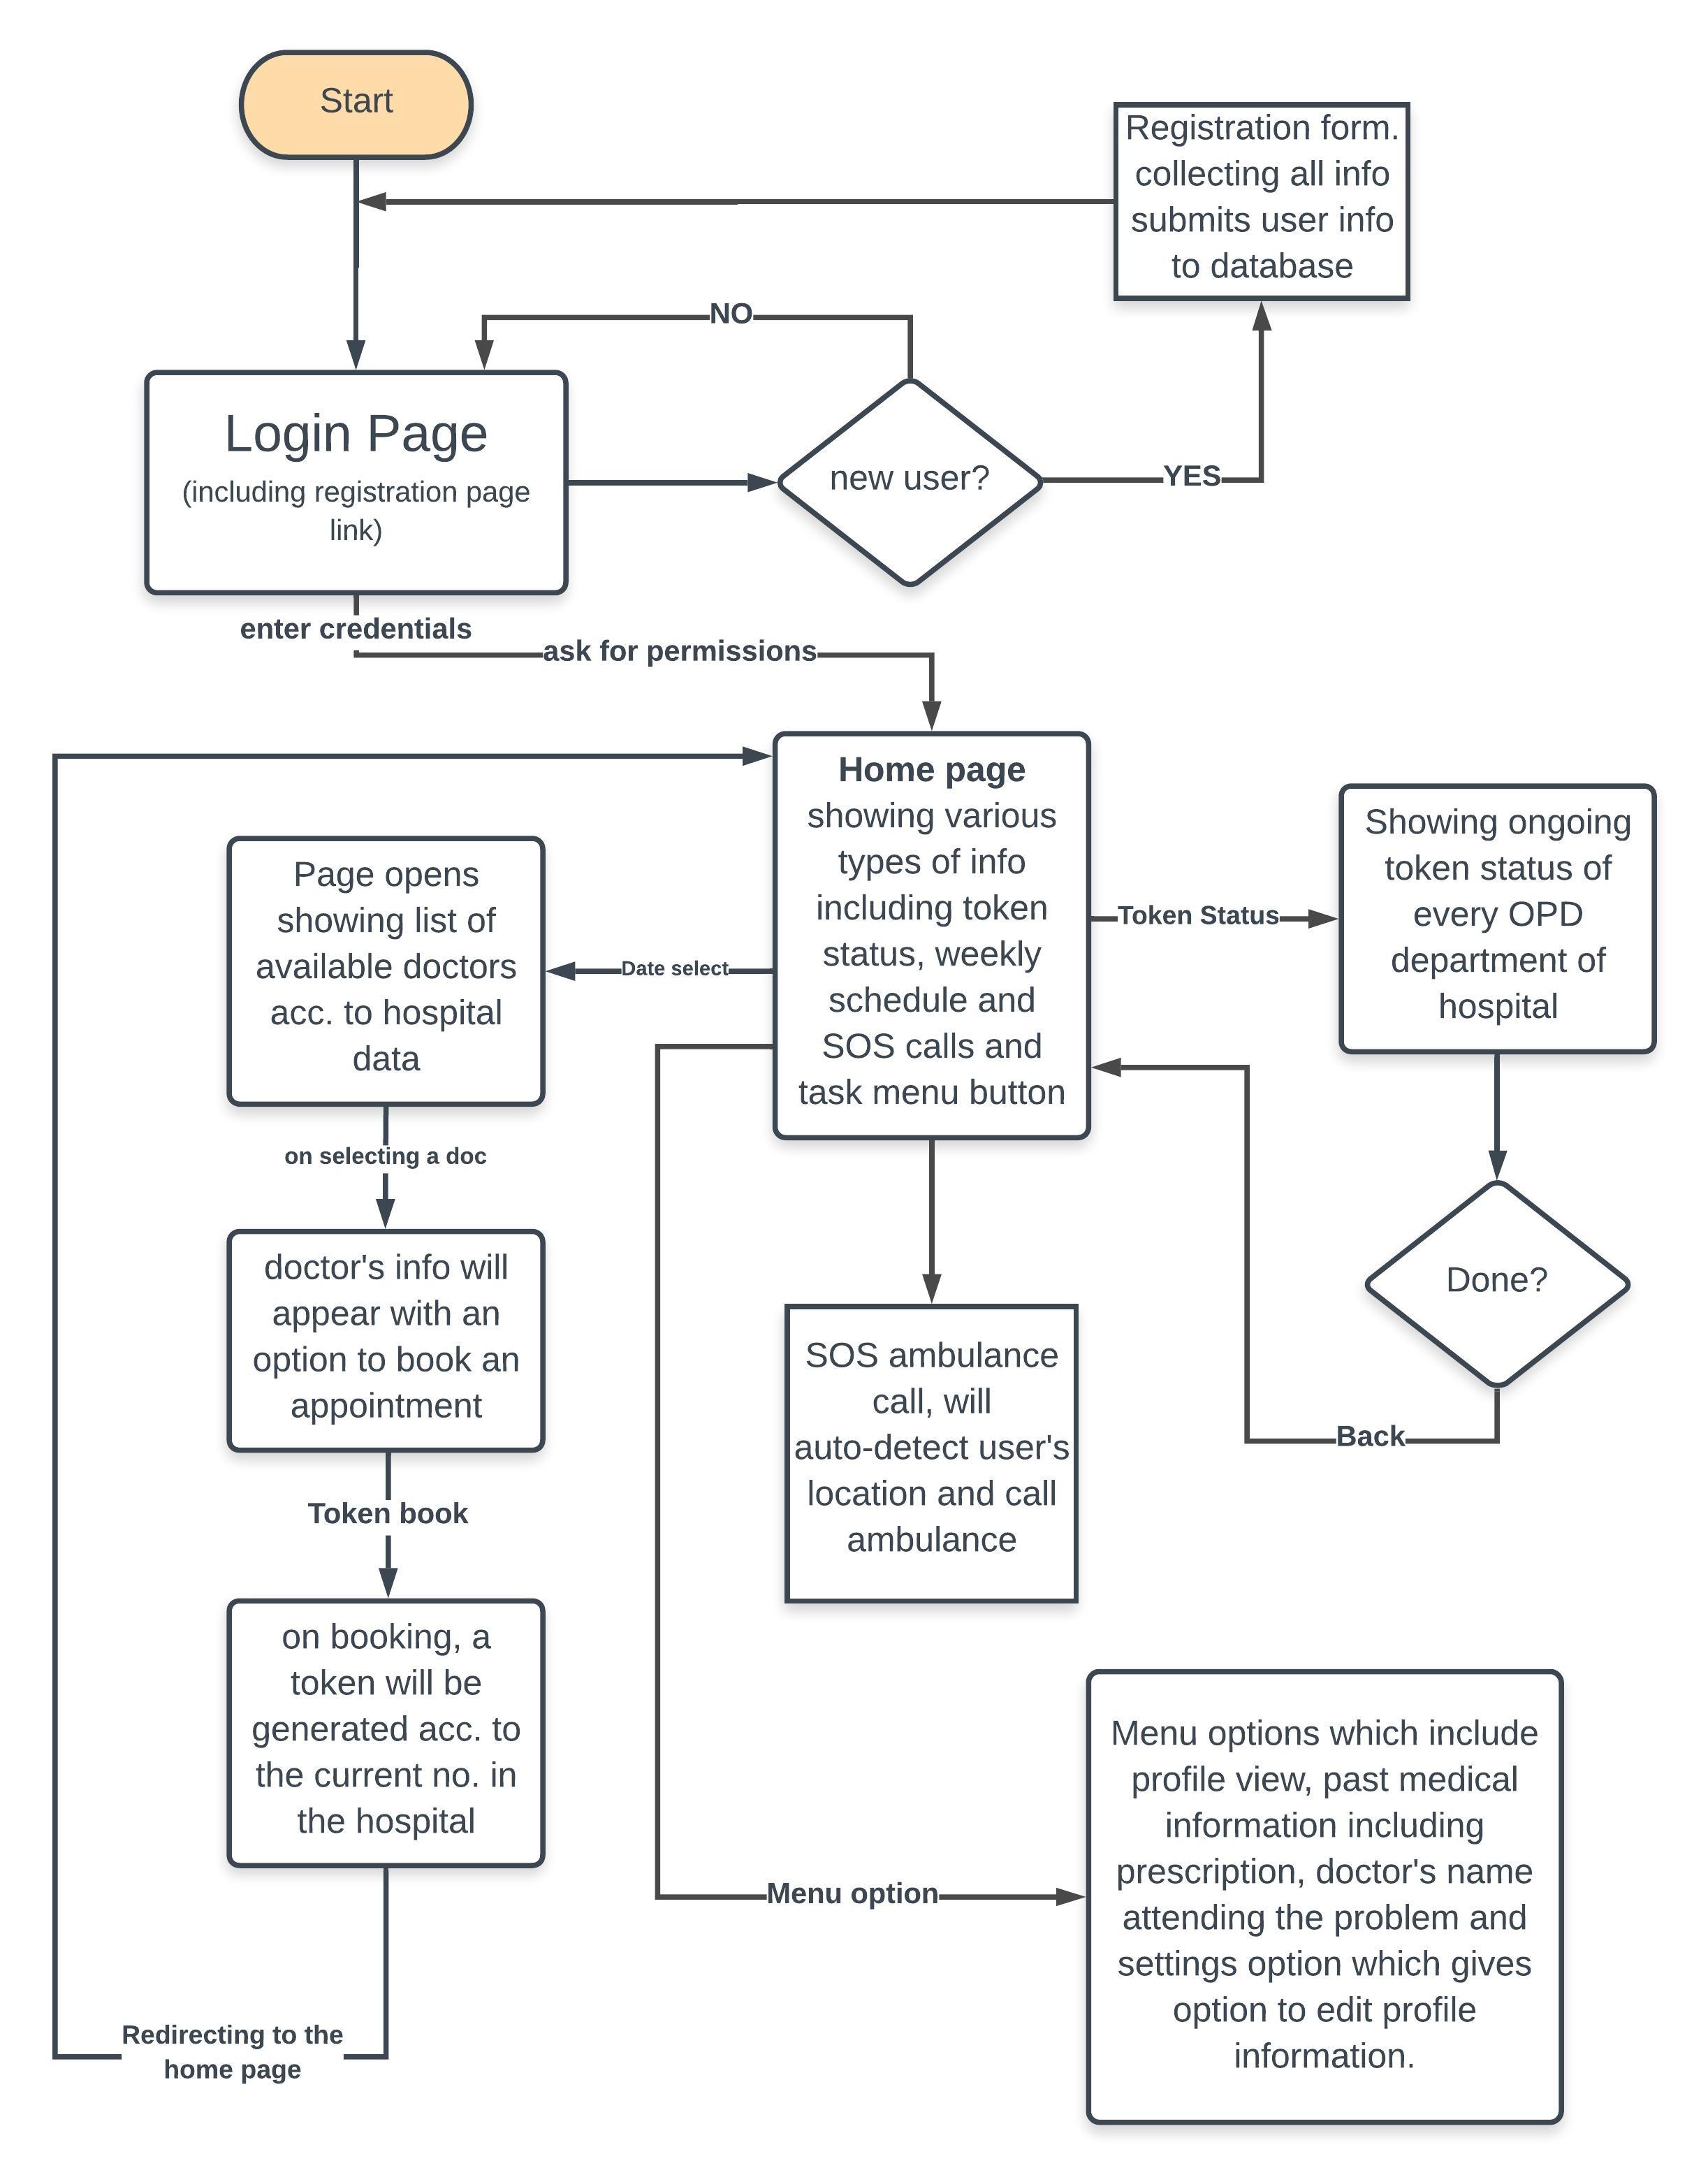 Start
Registration form.
collecting all info
submits user info
to database
NO
Login Page
(including registration page
link)
new user?
YES
enter credentials
ask for permissions
Home page
showing various
types of info
including token
status, weekly
schedule and
SOS calls and
task menu button
Token Status
Showing ongoing
token status of
every OPD
department of
hospital
Date select
Page opens
showing list of
available doctors
acc. to hospital
data
on selecting a doc
doctor's info will
appear with an
option to book an
appointment
Done?
Back
SOS ambulance
call, will
auto-detect user's
location and call
ambulance
Token book
on booking, a
token will be
generated acc. to
the current no. in
the hospital
Menu option
Menu options which include
profile view, past medical
information including
prescription, doctor's name
attending the problem and
settings option which gives
option to edit profile
information.
Redirecting to the
home page